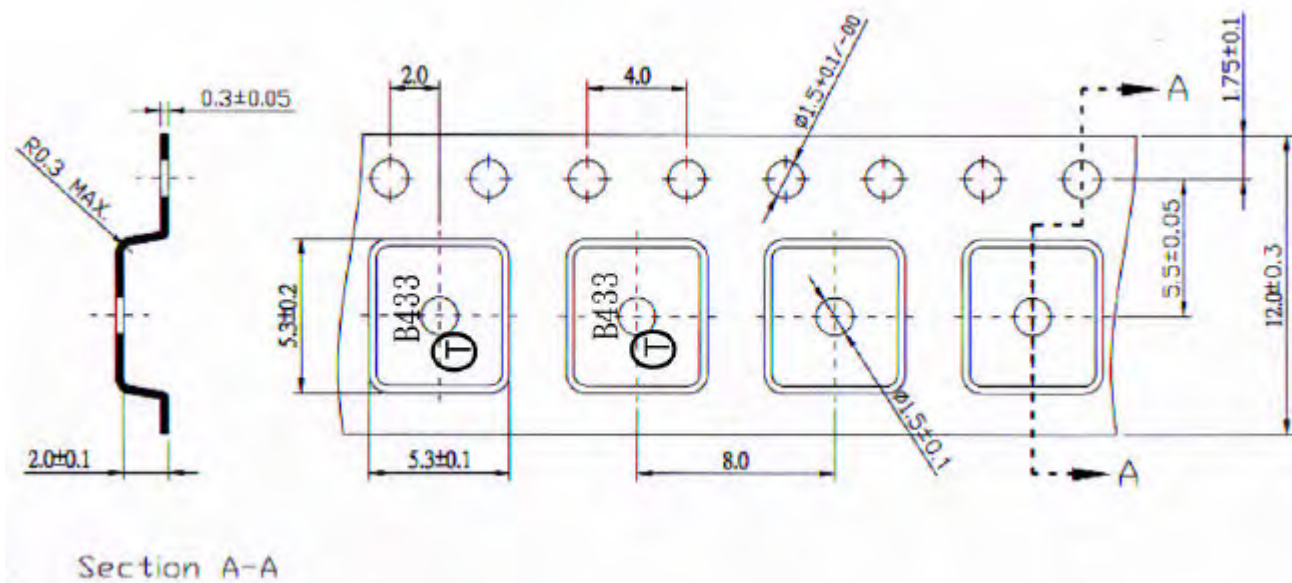 2.0
4.0
ø1.5+0.1/-00
A
1.75±0.1
0.3±0.05
R0.3 MAX.
5.3±0.2
B433
T
B433
T
5.5±0.05
12.0±0.3
ø1.5±0.1
2.0±0.1
5.3±0.1
8.0
A
Section A-A